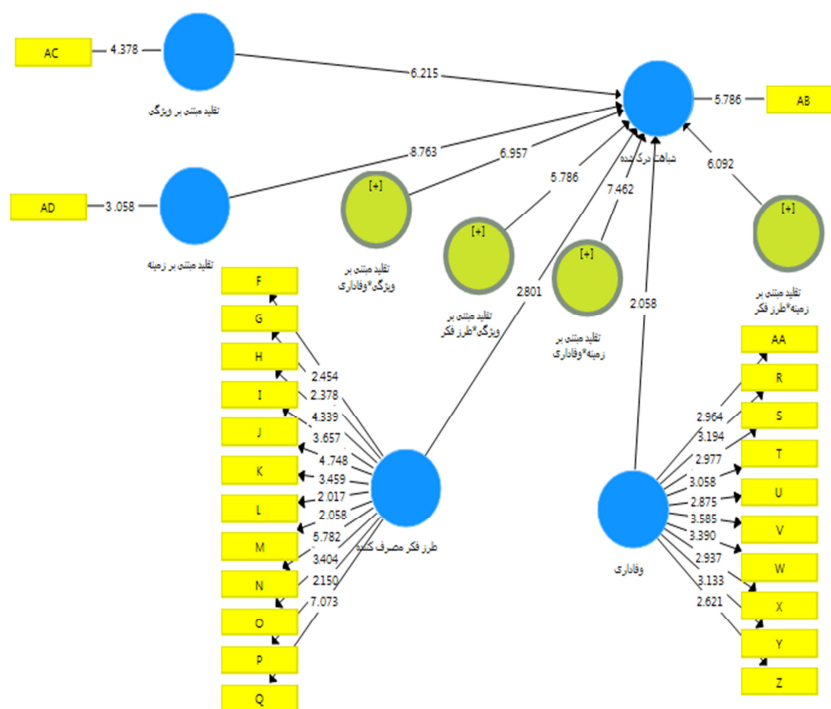 AC
4.378
تقلید مبتنی بر ویژگی
6.215
5.786
AB
شباهت درک شده
AD
3.058
تقلید مبتنی بر زمینه
8.763
6.957
5.786
7.462
6.092
[+]
تقلید مبتنی بر
ویژگی*وفاداری
[+]
تقلید مبتنی بر
ویژگی*طرز فکر
[+]
تقلید مبتنی بر
زمینه*وفاداری
[+]
تقلید مبتنی بر
زمینه*طرز فکر
2.801
2.058
F
G
H
I
J
K
L
M
N
O
P
Q
2.454
2.378
4.339
3.657
4.748
3.459
2.017
2.058
5.782
3.404
2.150
7.073
طرز فکر مصرف کننده
AA
R
S
T
U
V
W
X
Y
Z
2.964
3.194
2.977
3.058
2.875
3.585
3.390
2.937
3.133
2.621
وفاداری